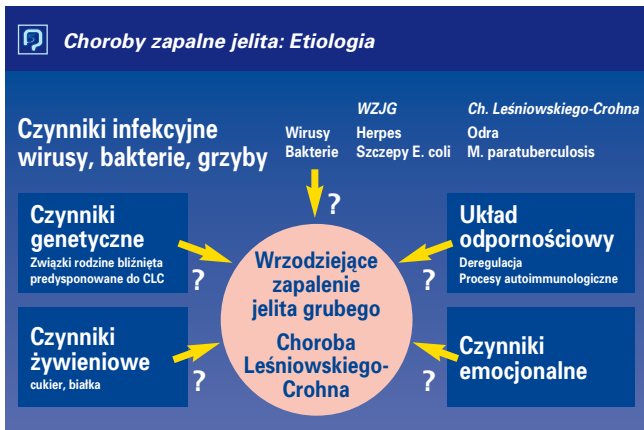 Choroby zapalne jelita: Etiologia
Czynniki infekcyjne
wirusy, bakterie, grzyby
WZJG Ch. Leśniowskiego-Crohna
Wirusy Herpes Odra
Bakterie Szczepy E. coli M. paratuberculosis
?
Czynniki
genetyczne
Związki rodzine bliźnięta
predysponowane do CLC
?
Układ
odpornościowy
Deregulacja
Procesy autoimmunologiczne
?
Wrzodziejące
zapalenie
jelita grubego
Choroba
Leśniowskiego-
Crohna
Czynniki
żywieniowe
cukier, białka
?
Czynniki
emocjonalne
?